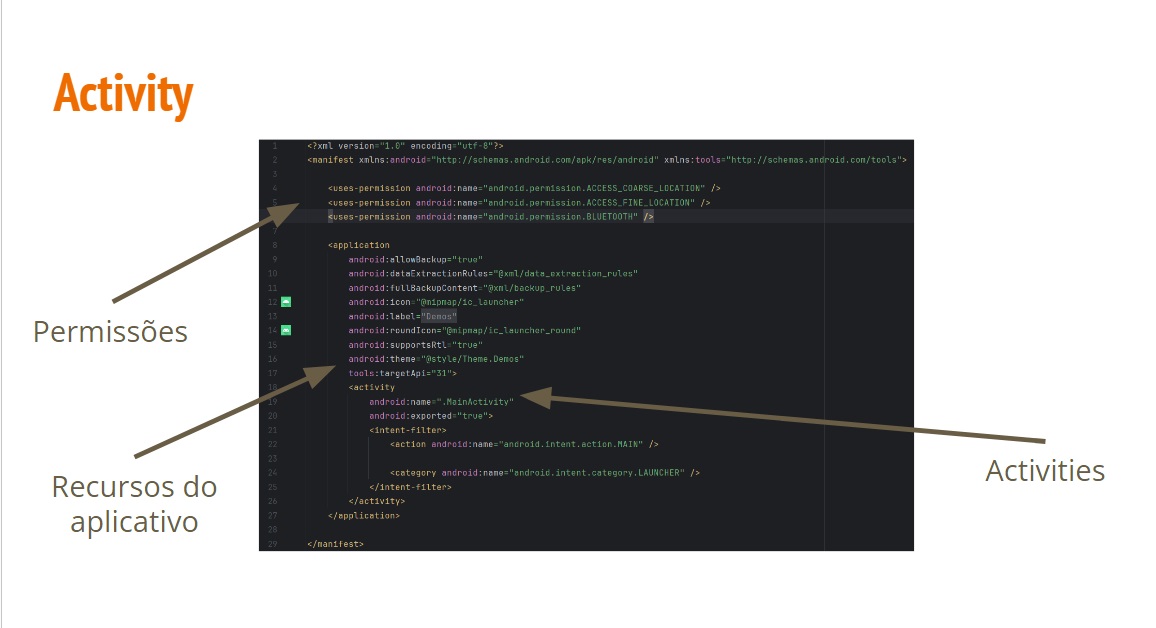 Activity
1 <?xml version="1.0" encoding="utf-8"?>
2 <manifest xmlns:android="http://schemas.android.com/apk/res/android" xmlns:tools="http://schemas.android.com/tools">
3
4 <uses-permission android:name="android.permission.ACCESS_COARSE_LOCATION" />
5 <uses-permission android:name="android.permission.ACCESS_FINE_LOCATION" />
<uses-permission android:name="android.permission.BLUETOOTH" />
7
8 <application
9 android:allowBackup="true"
10 android:dataExtractionRules="@xml/data_extraction_rules"
11 android:fullBackupContent="@xml/backup_rules"
12 android:icon="@mipmap/ic_launcher"
13 android:label="Demos"
14 android:roundIcon="@mipmap/ic_launcher_round"
15 android:supportsRtl="true"
16 android:theme="@style/Theme.Demos"
17 tools:targetApi="31">
18 <activity
19 android:name=".MainActivity"
20 android:exported="true">
21 <intent-filter>
22 <action android:name="android.intent.action.MAIN" />
23
24 <category android:name="android.intent.category.LAUNCHER" />
25 </intent-filter>
26 </activity>
27 </application>
28
29 </manifest>
Permissões
Recursos do
aplicativo
Activities